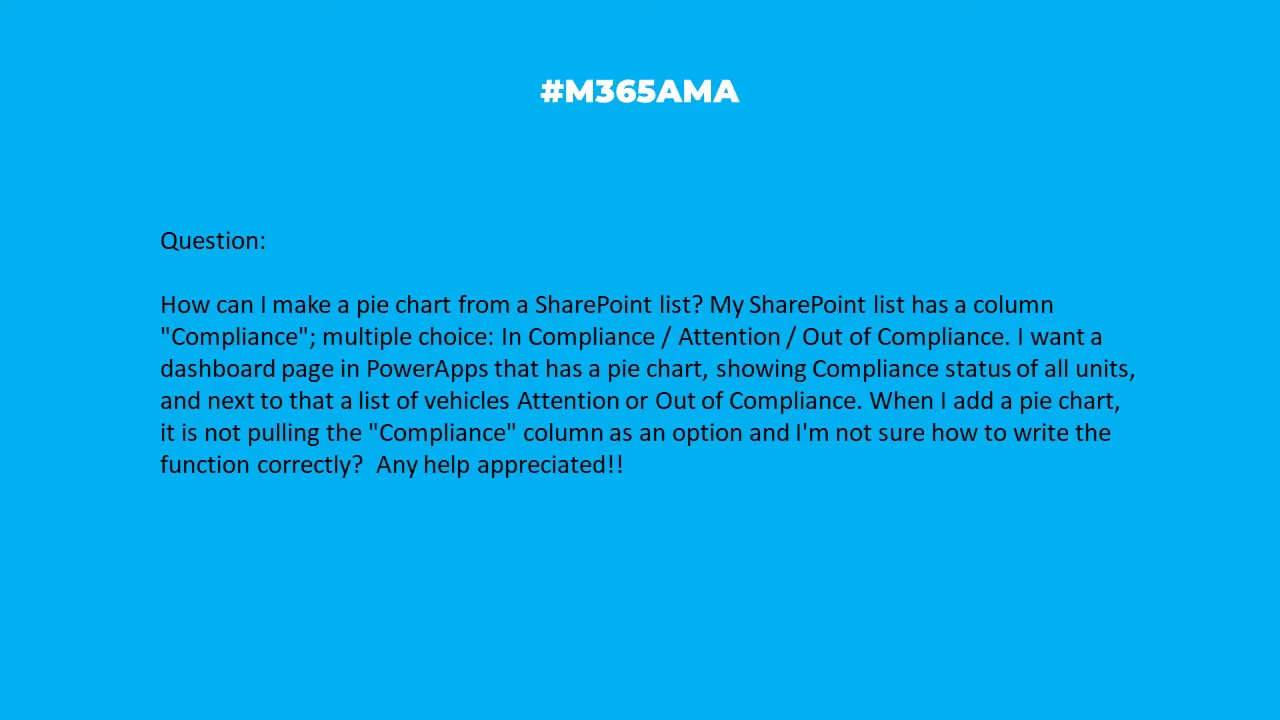 #M365AMA
Question:
How can I make a pie chart from a SharePoint list? My SharePoint list has a column
"Compliance"; multiple choice: In Compliance / Attention / Out of Compliance. I want a
dashboard page in PowerApps that has a pie chart, showing Compliance status of all units,
and next to that a list of vehicles Attention or Out of Compliance. When I add a pie chart,
it is not pulling the "Compliance" column as an option and I'm not sure how to write the
function correctly?  Any help appreciated!!